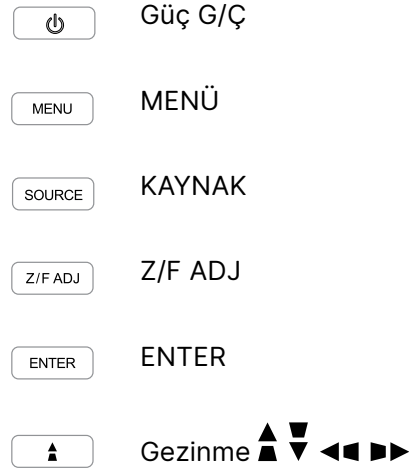 Güç G/Ç
MENU MENÜ
SOURCE KAYNAK
Z/F ADJ Z/F ADJ
ENTER ENTER
Gezinme